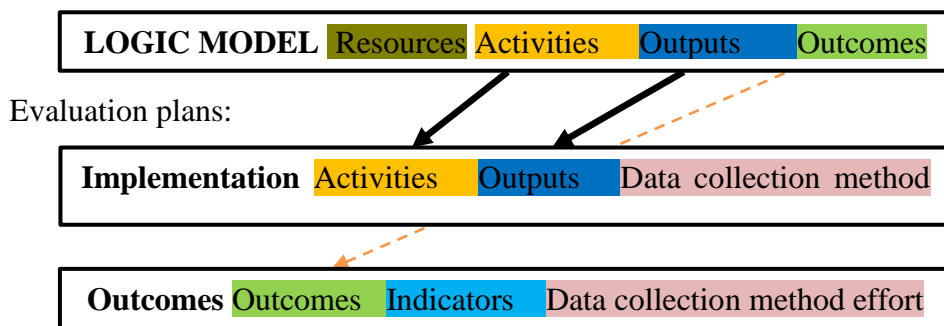 LOGIC MODEL Resources Activities Outputs Outcomes
Evaluation plans:
Implementation Activities Outputs Data collection method
Outcomes Outcomes Indicators Data collection method effort